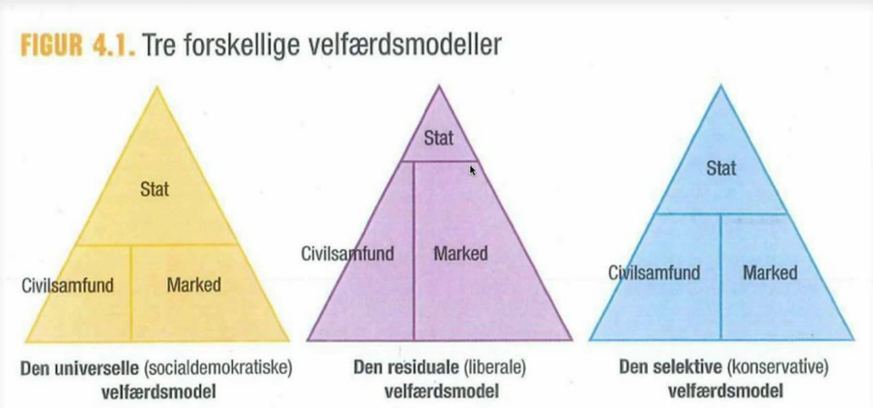 FIGUR 4.1. Tre forskellige velfærdsmodeller
Stat
Civilsamfund
Marked
Den universelle (socialdemokratiske)
velfærdsmodel
Stat
Civilsamfund
Marked
Den residuale (liberale)
velfærdsmodel
Stat
Civilsamfund
Marked
Den selektive (konservative)
velfærdsmodel